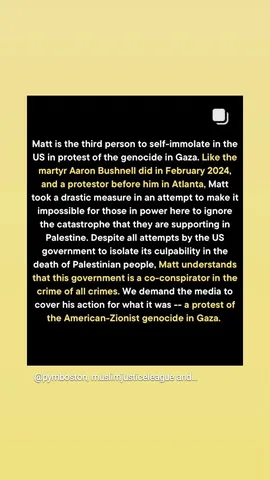 Matt is the third person to self-immolate in the
US in protest of the genocide in Gaza. Like the
martyr Aaron Bushnell did in February 2024,
and a protestor before him in Atlanta, Matt
took a drastic measure in an attempt to make it
impossible for those in power here to ignore
the catastrophe that they are supporting in
Palestine. Despite all attempts by the US
government to isolate its culpability in the
death of Palestinian people, Matt understands
that this government is a co-conspirator in the
crime of all crimes. We demand the media to
cover his action for what it was -- a protest of
the American-Zionist genocide in Gaza.
@pymboston, muslimjusticeleague and...